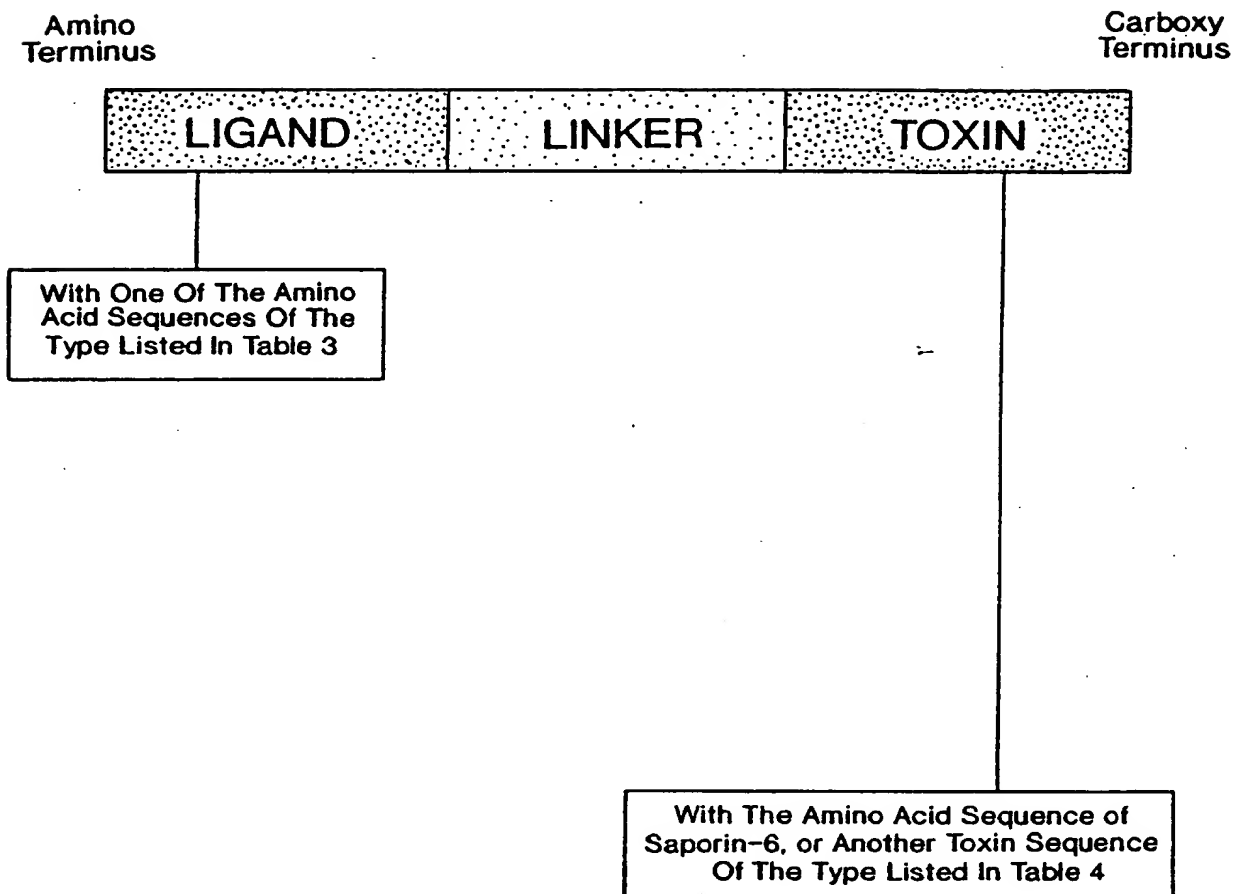 Amino
Terminus
Carboxy
Terminus
LIGAND
LINKER
TOXIN
With One Of The Amino
Acid Sequences Of The
Type Listed In Table 3
With The Amino Acid Sequence of
Saporin-6, or Another Toxin Sequence
Of The Type Listed In Table 4